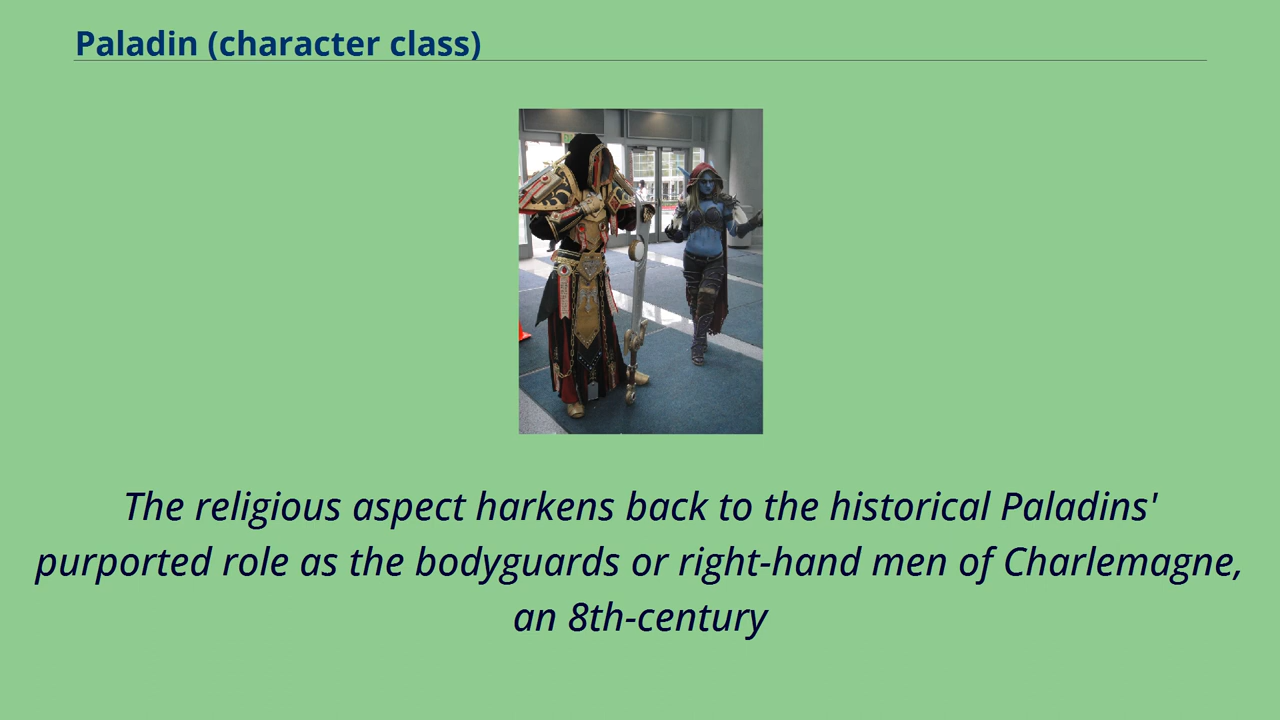 Paladin (character class)
The religious aspect harkens back to the historical Paladins'
purported role as the bodyguards or right-hand men of Charlemagne,
an 8th-century